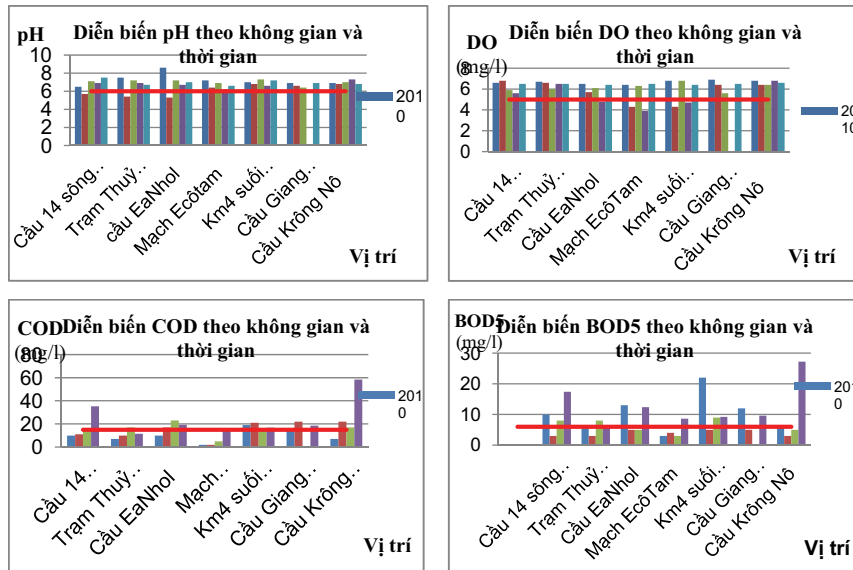 Diễn biến pH theo không gian và
thời gian
pH
10
8
6
4
2
0
2010
Cầu 14 sông...
Trạm Thuỷ...
cầu EaNhol
Mạch Ecôtam
Km4 suối...
Cầu Giang...
Cầu Krông Nô
Vị trí
Diễn biến DO theo không gian và
thời gian
DO
(mg/l)
8
6
4
2
0
20
10
Cầu 14...
Trạm Thuỷ...
Cầu EaNhol
Mạch EcôTam
Km4 suối...
Cầu Giang...
Cầu Krông Nô
Vị trí
Diễn biến COD theo không gian và
thời gian
COD
(mg/l)
80
60
40
20
0
201
0
Cầu 14...
Trạm Thuỷ...
Cầu EaNhol
Mạch...
Km4 suối...
Cầu Giang...
Cầu Krông...
Vị trí
Diễn biến BOD5 theo không gian và
thời gian
BOD5
(mg/l)
30
20
10
0
201
0
Cầu 14 sông...
Trạm Thuỷ...
Cầu EaNhol
Mạch EcôTam
Km4 suối...
Cầu Giang...
Cầu Krông Nô
Vị trí